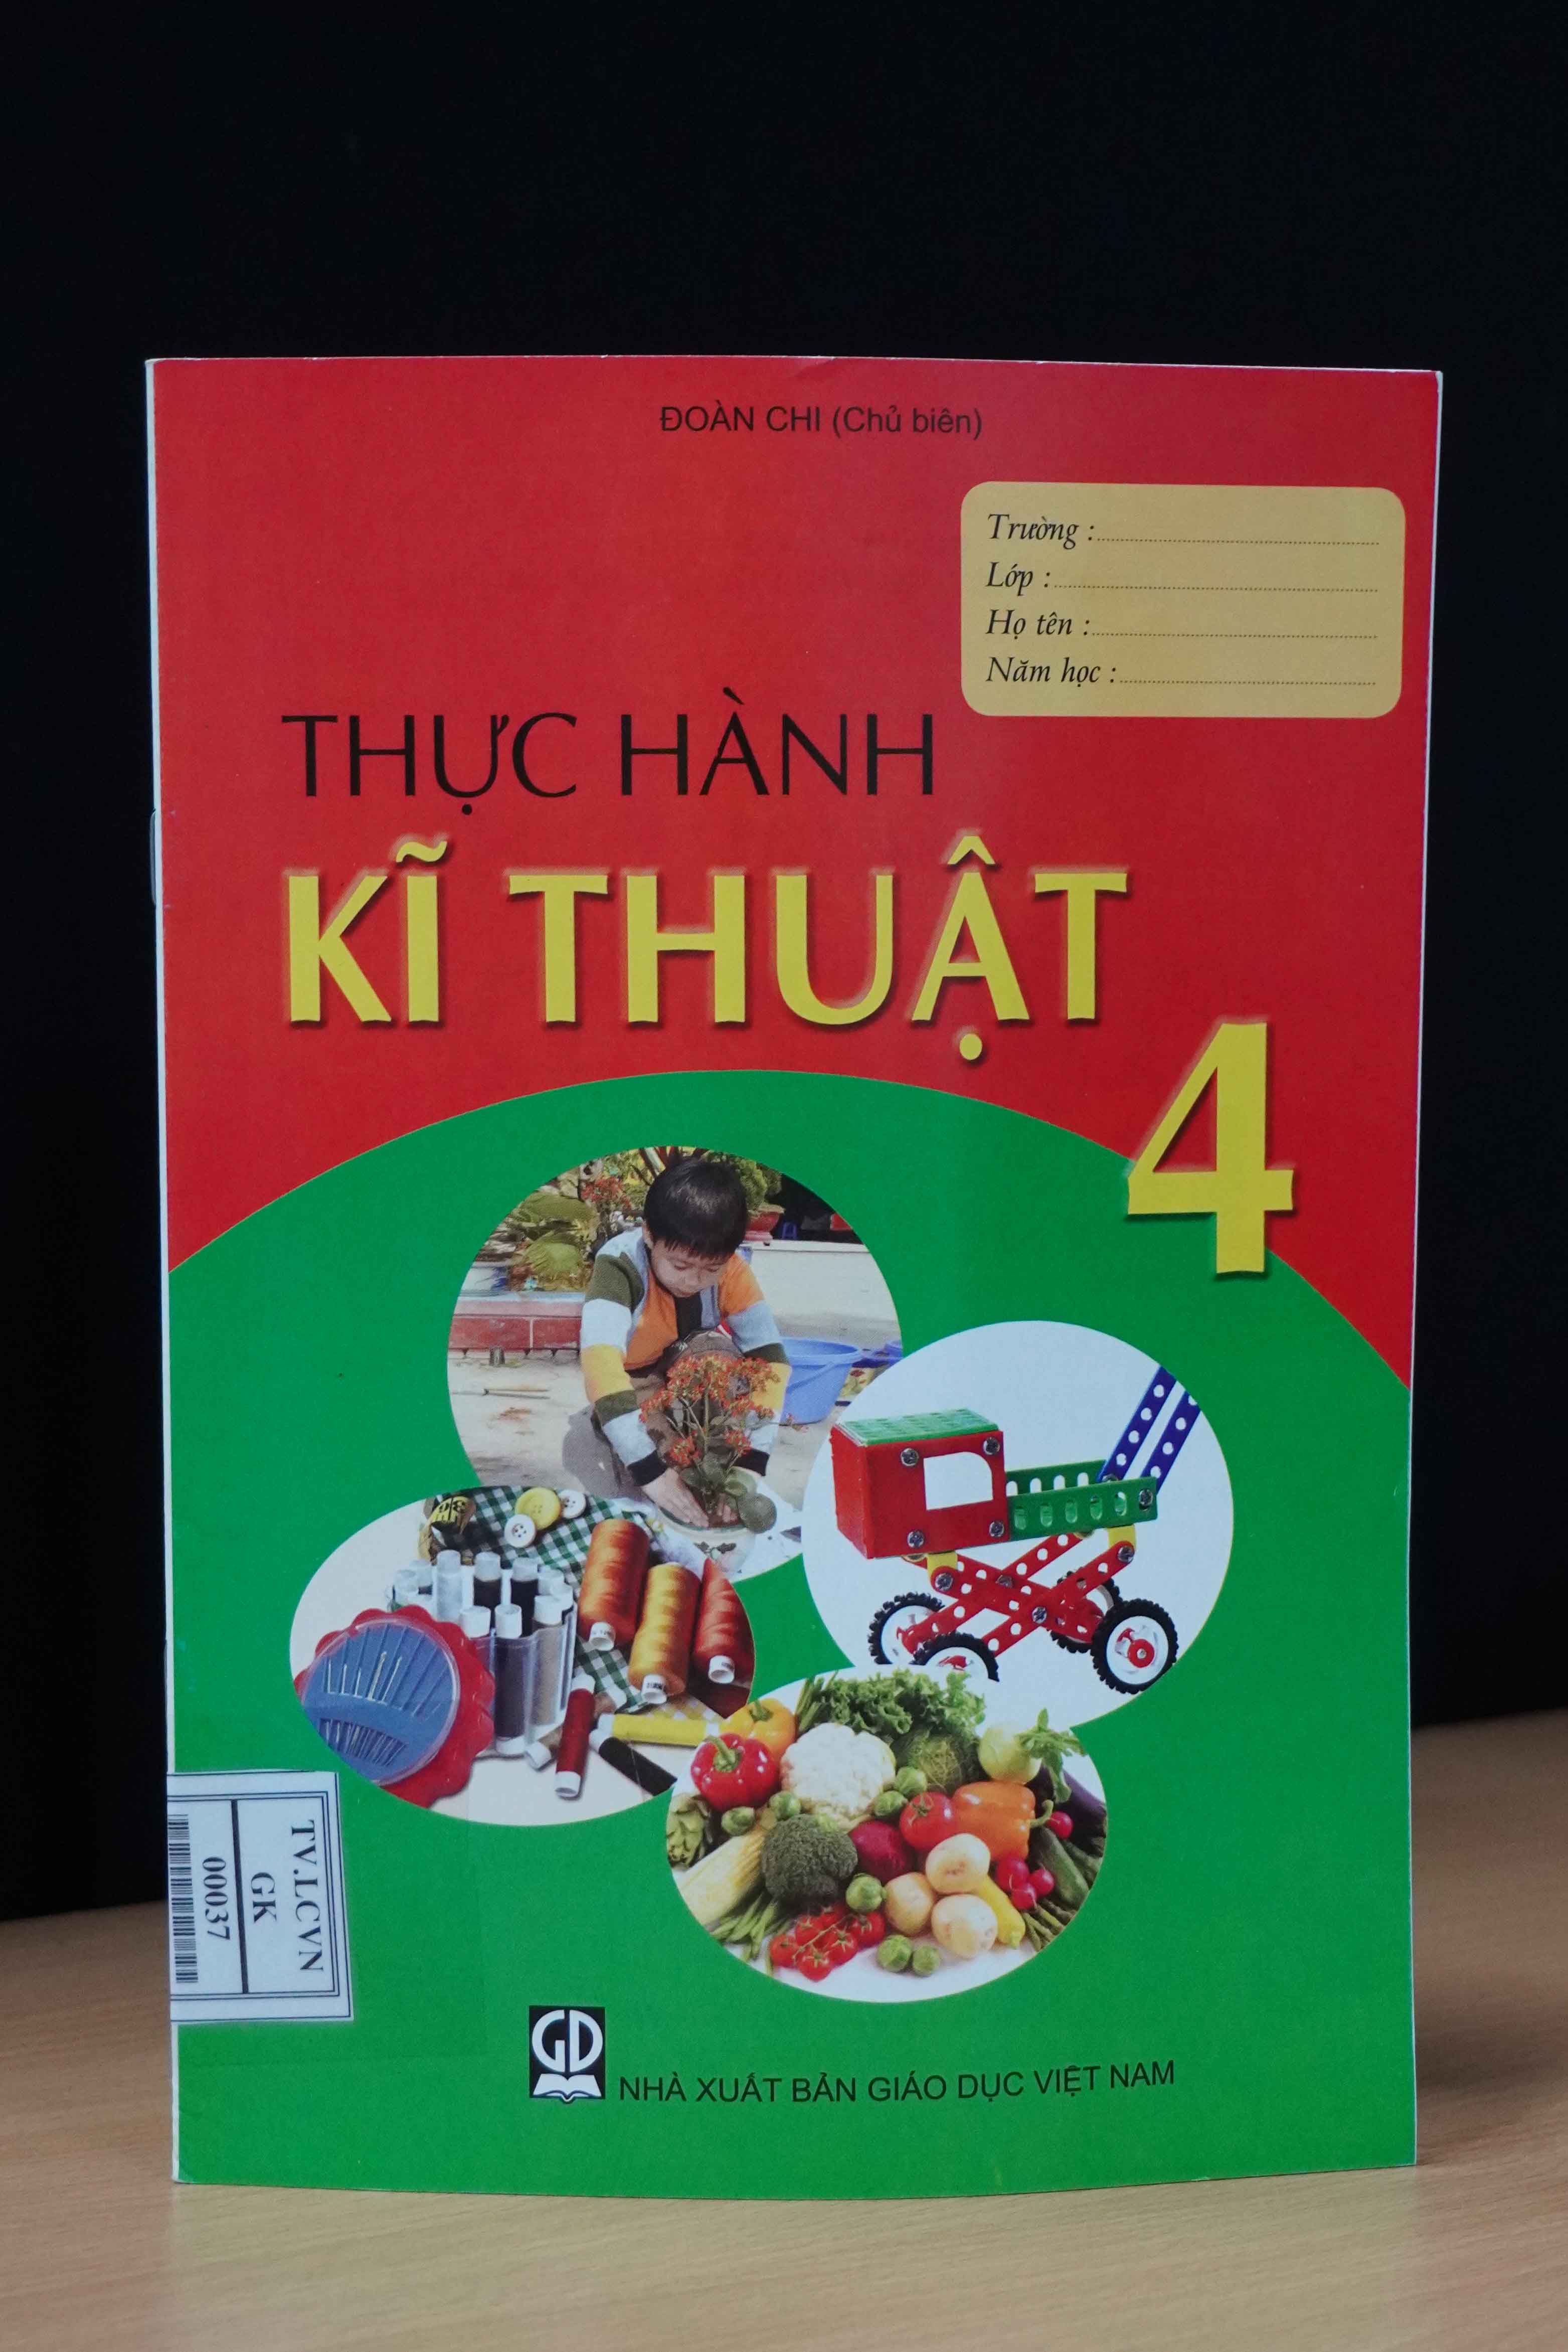 ĐOÀN CHI (Chủ biên)
Trường :
Lớp :
Họ tên :
Năm học :
THỰC HÀNH
KĨ THUẬT
4
TV.LCVN
GK
00037
GD
NHÀ XUẤT BẢN GIÁO DỤC VIỆT NAM